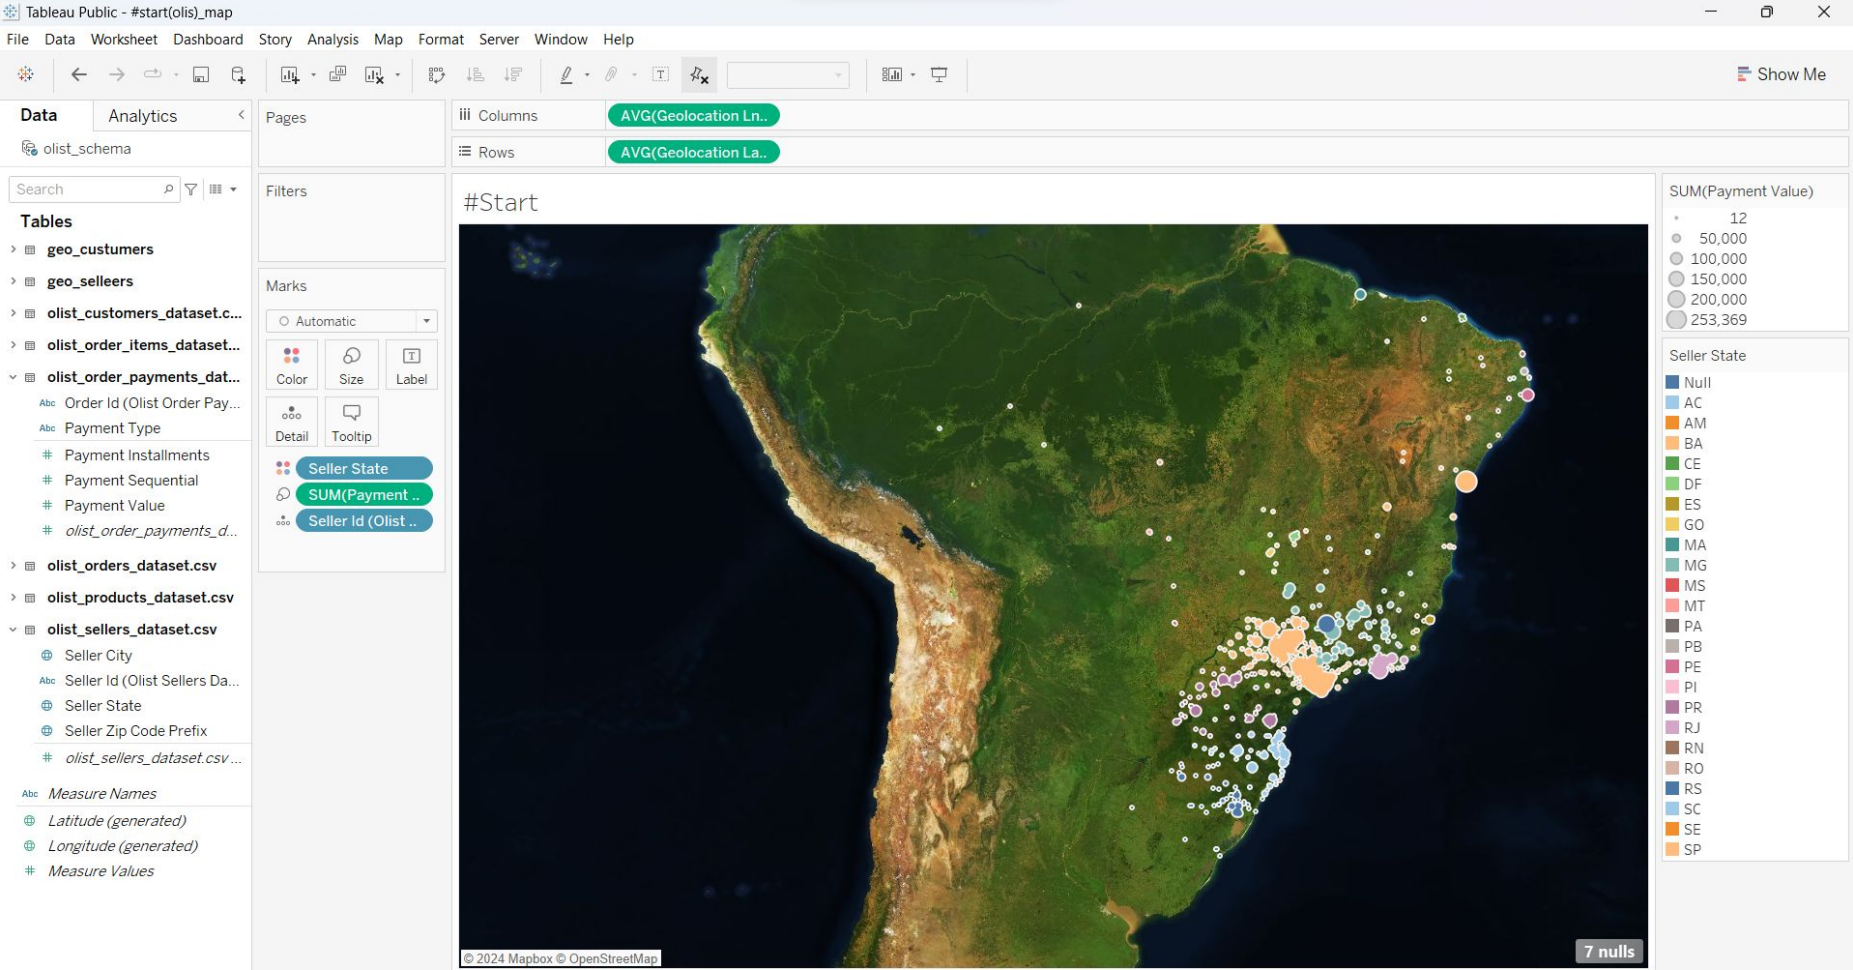 Tableau Public - #start(olis)_map
File Data Worksheet Dashboard Story Analysis Map Format Server Window Help
Show Me
Data
Analytics
olist_schema
Search
Tables
geo_custumers
geo_selleers
olist_customers_dataset.c...
olist_order_items_dataset...
olist_order_payments_dat...
Abc Order Id (Olist Order Pay...
Abc Payment Type
# Payment Installments
# Payment Sequential
# Payment Value
# olist_order_payments_d...
olist_orders_dataset.csv
olist_products_dataset.csv
olist_sellers_dataset.csv
Seller City
Abc Seller Id (Olist Sellers Da...
Seller State
Seller Zip Code Prefix
# olist_sellers_dataset.csv ...
Abc Measure Names
Latitude (generated)
Longitude (generated)
# Measure Values
Pages
Filters
Marks
Automatic
Color Size Label
Detail Tooltip
Seller State
SUM(Payment ..
Seller Id (Olist ..
Columns AVG(Geolocation Ln..
Rows AVG(Geolocation La..
#Start
© 2024 Mapbox © OpenStreetMap
7 nulls
SUM(Payment Value)
12
50,000
100,000
150,000
200,000
253,369
Seller State
Null
AC
AM
BA
CE
DF
ES
GO
MA
MG
MS
MT
PA
PB
PE
PI
PR
RJ
RN
RO
RS
SC
SE
SP